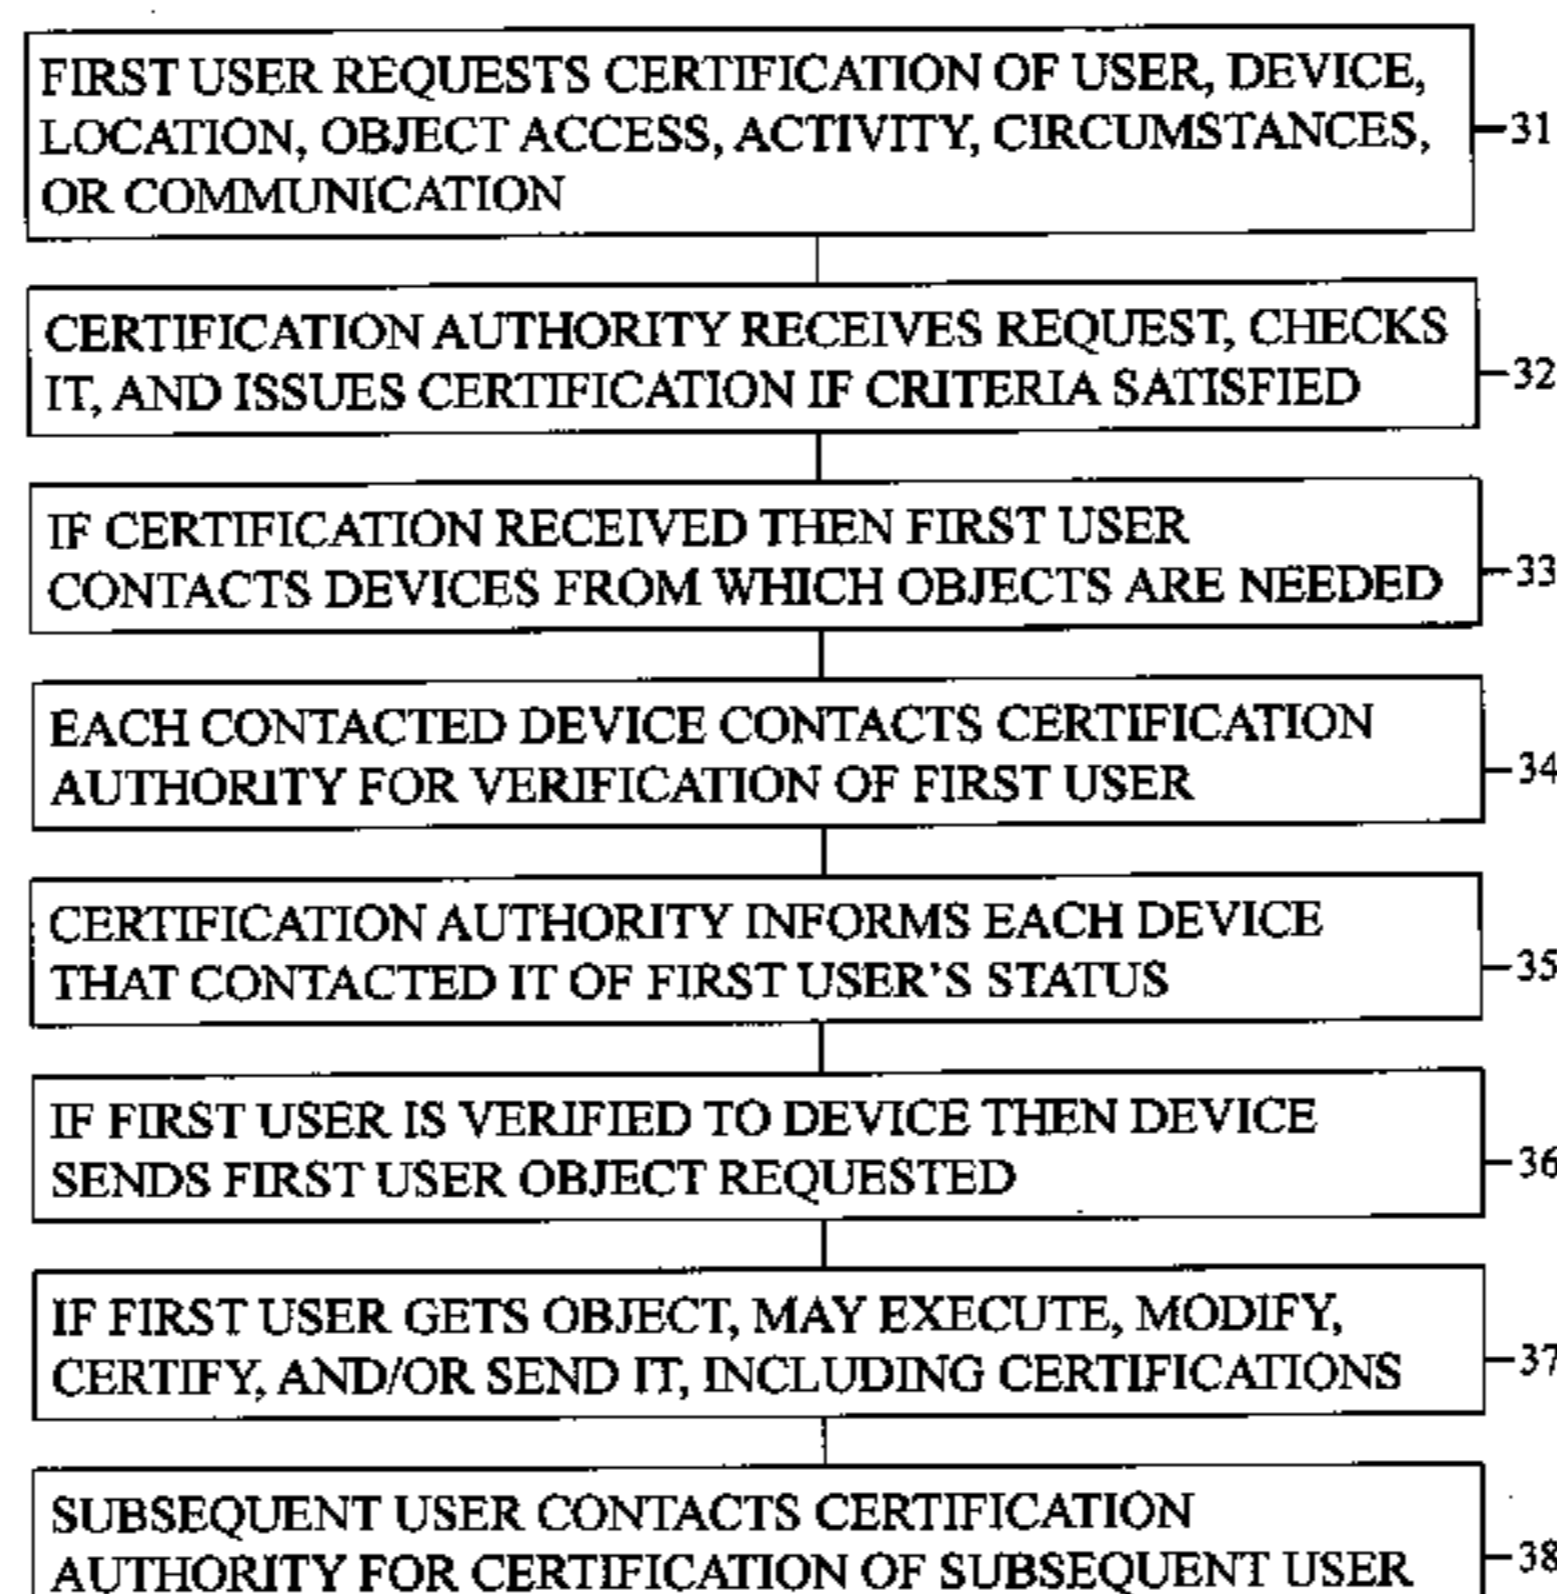 FIRST USER REQUESTS CERTIFICATION OF USER, DEVICE,
LOCATION, OBJECT ACCESS, ACTIVITY, CIRCUMSTANCES,
OR COMMUNICATION
31
CERTIFICATION AUTHORITY RECEIVES REQUEST, CHECKS
IT, AND ISSUES CERTIFICATION IF CRITERIA SATISFIED
32
IF CERTIFICATION RECEIVED THEN FIRST USER
CONTACTS DEVICES FROM WHICH OBJECTS ARE NEEDED
33
EACH CONTACTED DEVICE CONTACTS CERTIFICATION
AUTHORITY FOR VERIFICATION OF FIRST USER
34
CERTIFICATION AUTHORITY INFORMS EACH DEVICE
THAT CONTACTED IT OF FIRST USER'S STATUS
35
IF FIRST USER IS VERIFIED TO DEVICE THEN DEVICE
SENDS FIRST USER OBJECT REQUESTED
36
IF FIRST USER GETS OBJECT, MAY EXECUTE, MODIFY,
CERTIFY, AND/OR SEND IT, INCLUDING CERTIFICATIONS
37
SUBSEQUENT USER CONTACTS CERTIFICATION
AUTHORITY FOR CERTIFICATION OF SUBSEQUENT USER
38